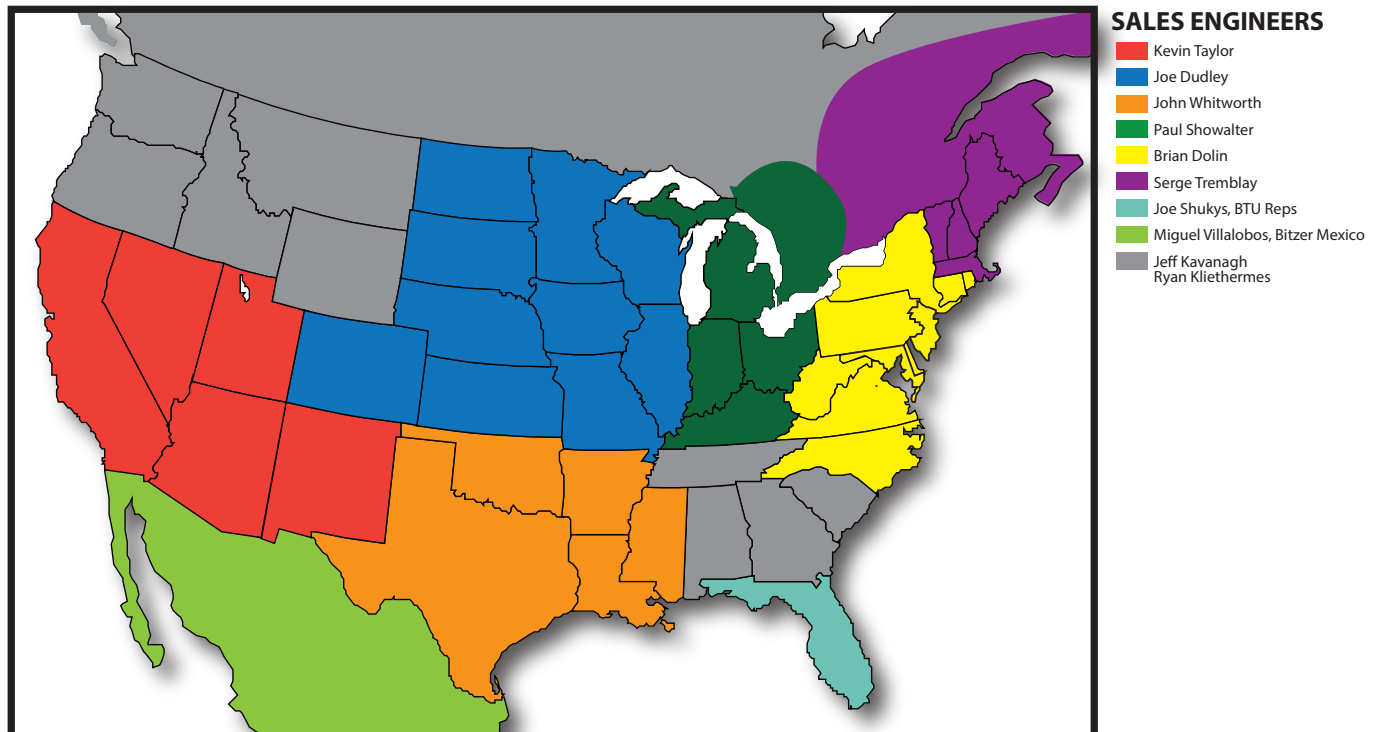 SALES ENGINEERS
Kevin Taylor
Joe Dudley
John Whitworth
Paul Showalter
Brian Dolin
Serge Tremblay
Joe Shukys, BTU Reps
Miguel Villalobos, Bitzer Mexico
Jeff Kavanagh
Ryan Kliethermes